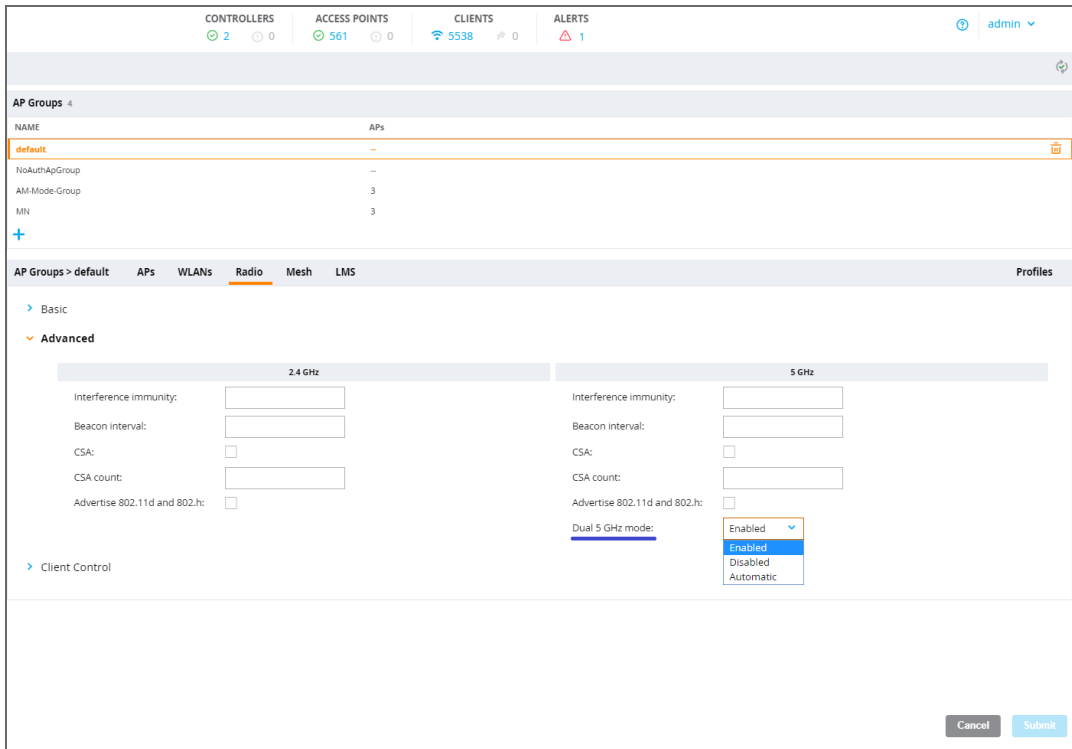 CONTROLLERS ACCESS POINTS CLIENTS ALERTS
2 0 561 0 5538 0 1 admin
AP Groups 4
NAME APs
default --
NoAuthApGroup --
AM-Mode-Group 3
MN 3
+
AP Groups > default APs WLANs Radio Mesh LMS Profiles
Basic
Advanced
2.4 GHz 5 GHz
Interference immunity: Interference immunity:
Beacon interval: Beacon interval:
CSA: CSA:
CSA count: CSA count:
Advertise 802.11d and 802.h: Advertise 802.11d and 802.h:
Dual 5 GHz mode: Enabled
Enabled
Disabled
Automatic
Client Control
Cancel Submit